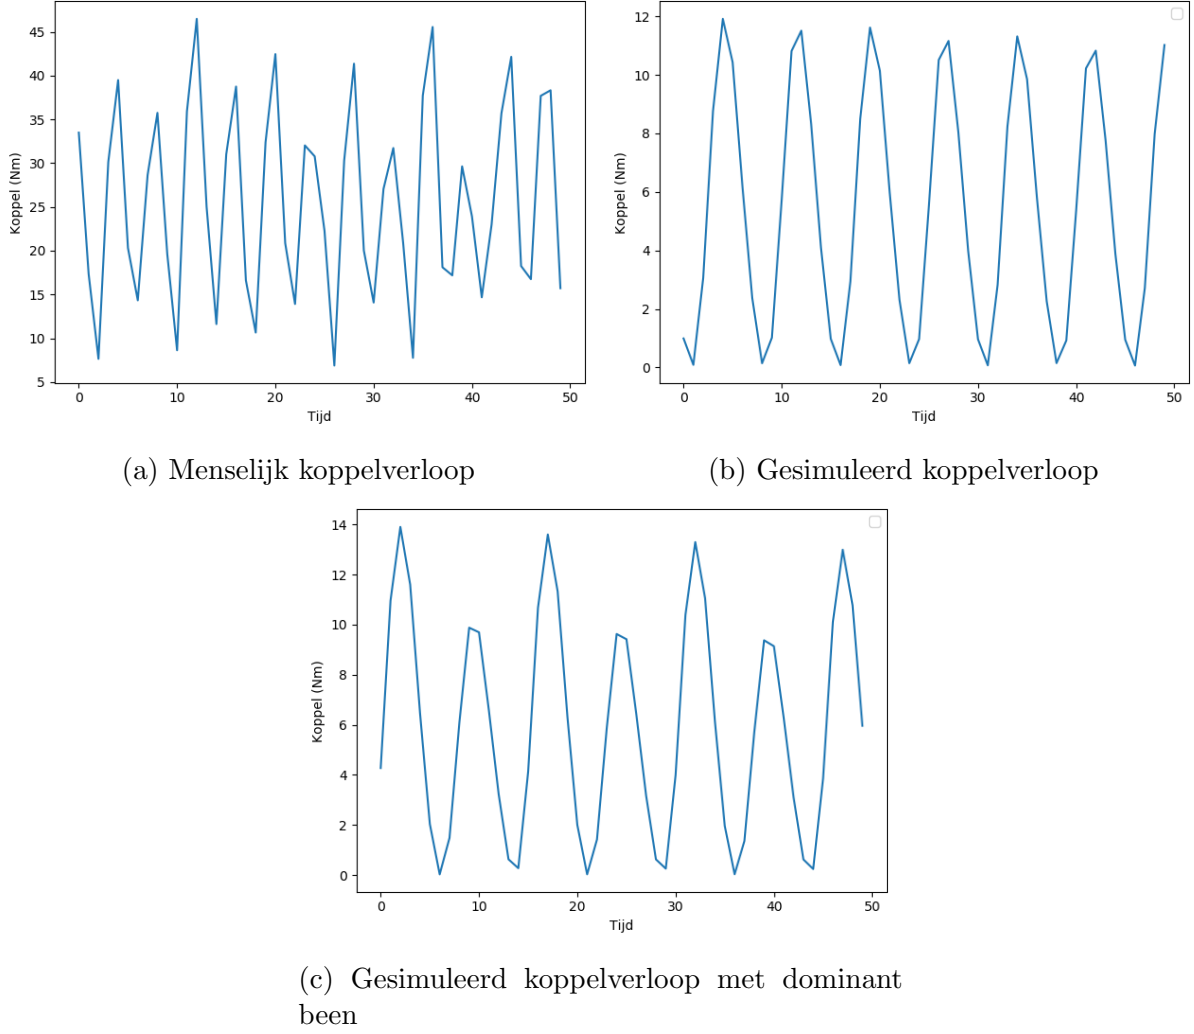 45
40
35
30
25
20
15
10
5
Koppel (Nm)
0 10 20 30 40 50
Tijd
(a) Menselijk koppelverloop
12
10
8
6
4
2
0
Koppel (Nm)
0 10 20 30 40 50
Tijd
(b) Gesimuleerd koppelverloop
14
12
10
8
6
4
2
0
Koppel (Nm)
0 10 20 30 40 50
Tijd
(c) Gesimuleerd koppelverloop met dominant
been